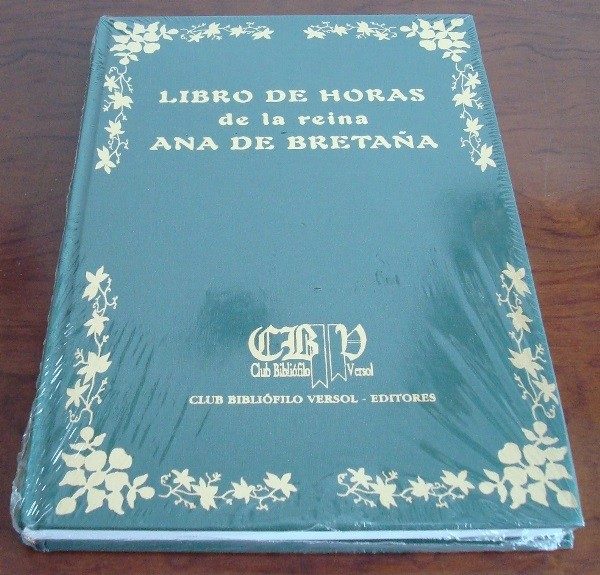 LIBRO DE HORAS
de la reina
ANA DE BRETAÑA
CBV
Club Bibliófilo Versol
CLUB BIBLIÓFILO VERSOL - EDITORES